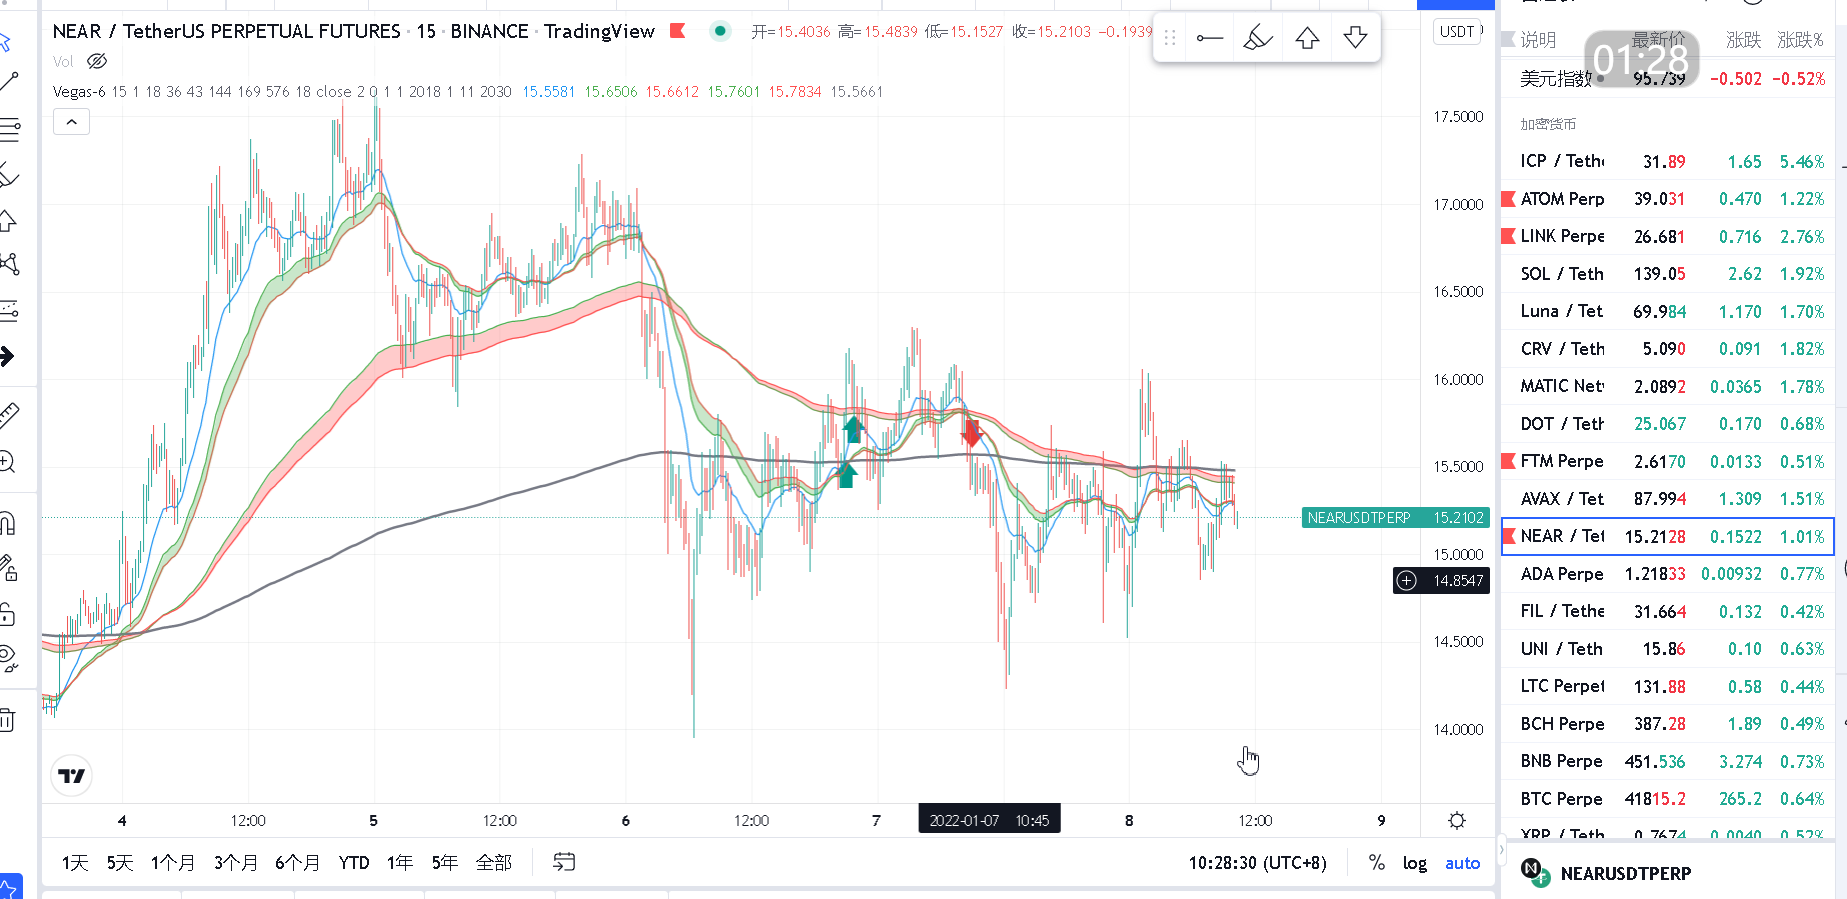 NEAR / TetherUS PERPETUAL FUTURES · 15 · BINANCE · TradingView
开=15.4036 高=15.4839 低=15.1527 收=15.2103 −0.1939
USDT
Vol
Vegas-6 15 1 18 36 43 144 169 576 18 close 2 0 1 1 2018 1 11 2030 15.5581 15.6506 15.6612 15.7601 15.7834 15.5661
17.5000
17.0000
16.5000
16.0000
15.5000
NEARUSDTPERP 15.2102
15.0000
14.8547
14.5000
14.0000
4 12:00 5 12:00 6 12:00 7 2022-01-07 10:45 8 12:00 9
1天 5天 1个月 3个月 6个月 YTD 1年 5年 全部
10:28:30 (UTC+8) % log auto
说明 最新价 涨跌 涨跌%
01:28
美元指数 95.739 −0.502 −0.52%
加密货币
ICP / Teth 31.89 1.65 5.46%
ATOM Perp 39.031 0.470 1.22%
LINK Perpe 26.681 0.716 2.76%
SOL / Teth 139.05 2.62 1.92%
Luna / Tet 69.984 1.170 1.70%
CRV / Teth 5.090 0.091 1.82%
MATIC Net 2.0892 0.0365 1.78%
DOT / Teth 25.067 0.170 0.68%
FTM Perpe 2.6170 0.0133 0.51%
AVAX / Tet 87.994 1.309 1.51%
NEAR / Tet 15.2128 0.1522 1.01%
ADA Perpe 1.21833 0.00932 0.77%
FIL / Tethe 31.664 0.132 0.42%
UNI / Teth 15.86 0.10 0.63%
LTC Perpet 131.88 0.58 0.44%
BCH Perpe 387.28 1.89 0.49%
BNB Perpe 451.536 3.274 0.73%
BTC Perpe 41815.2 265.2 0.64%
XRP / Teth 0.7674 0.0040 0.52%
NEARUSDTPERP